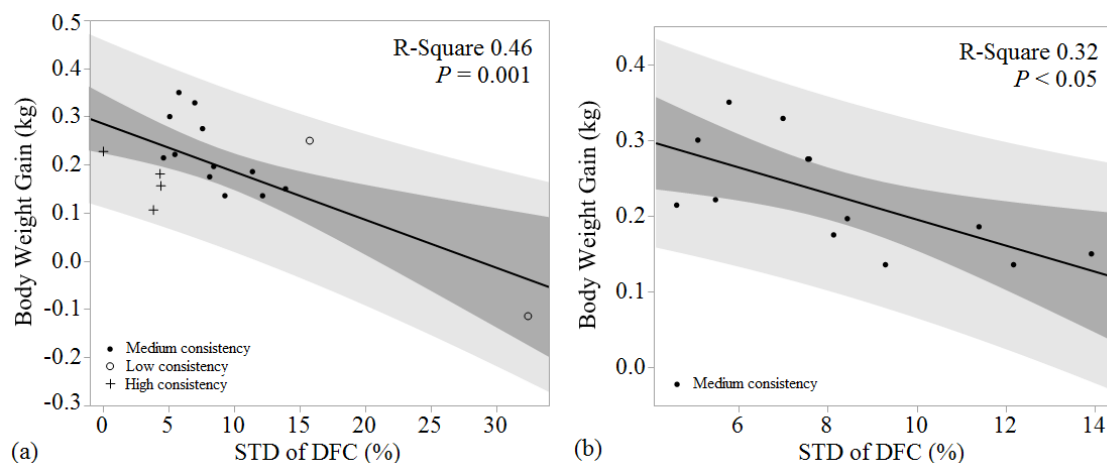 0.5
0.4
0.3
0.2
0.1
0.0
-0.1
-0.2
-0.3
Body Weight Gain (kg)
R-Square 0.46
P = 0.001
Medium consistency
Low consistency
High consistency
0 5 10 15 20 25 30
(a) STD of DFC (%)
0.4
0.3
0.2
0.1
0.0
Body Weight Gain (kg)
R-Square 0.32
P < 0.05
Medium consistency
6 8 10 12 14
(b) STD of DFC (%)